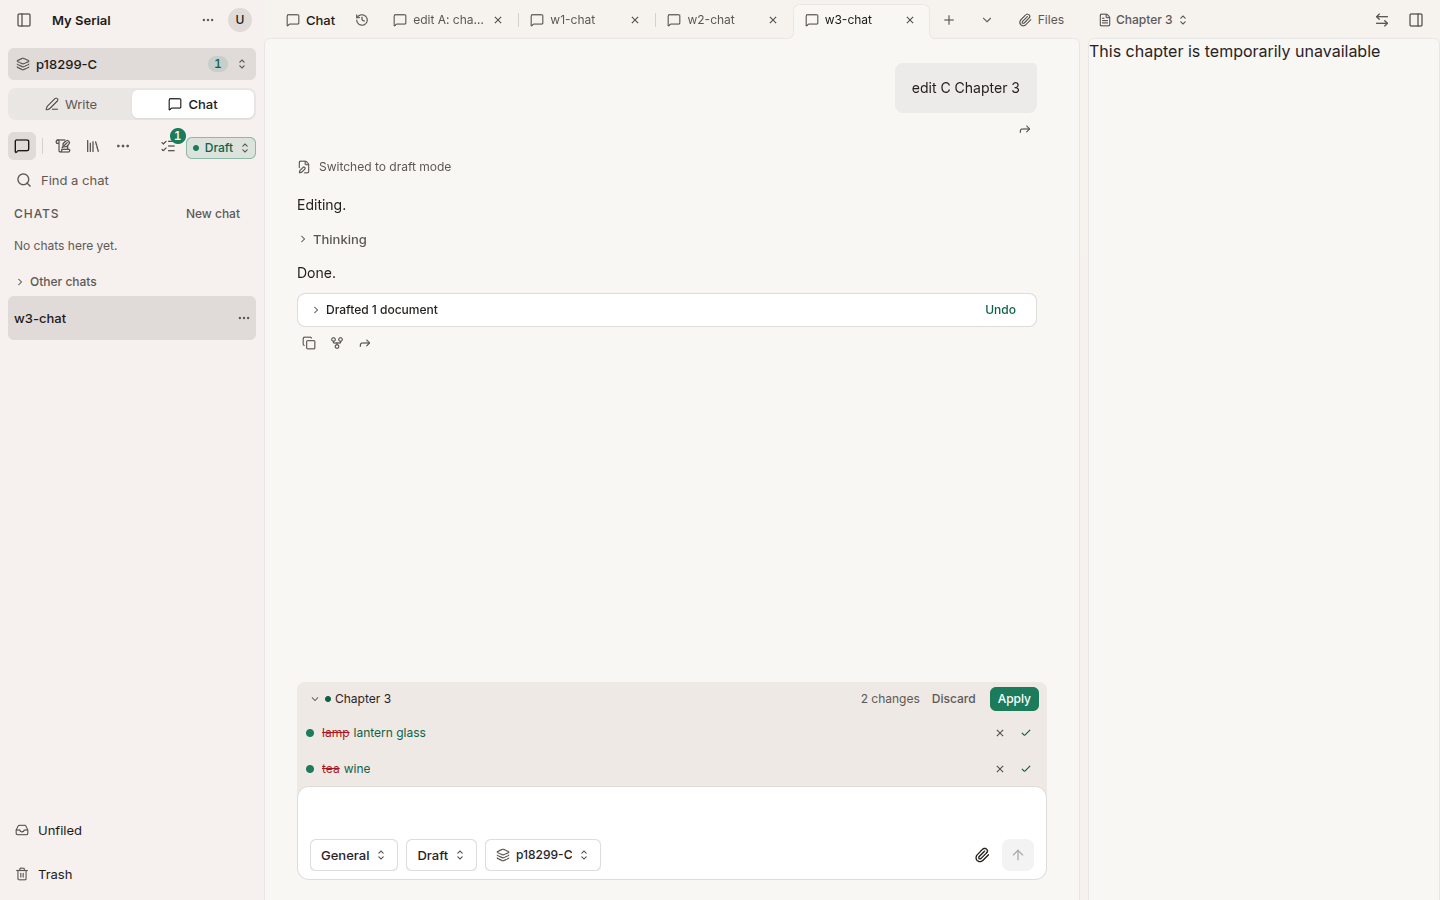 My Serial
U
p18299-C
1
Write
Chat
1
Draft
Find a chat
CHATS
New chat
No chats here yet.
Other chats
w3-chat
Unfiled
Trash
Chat
edit A: cha...
w1-chat
w2-chat
w3-chat
Files
Chapter 3
edit C Chapter 3
Switched to draft mode
Editing.
Thinking
Done.
Drafted 1 document
Undo
Chapter 3
2 changes
Discard
Apply
lamp lantern glass
tea wine
General
Draft
p18299-C
This chapter is temporarily unavailable